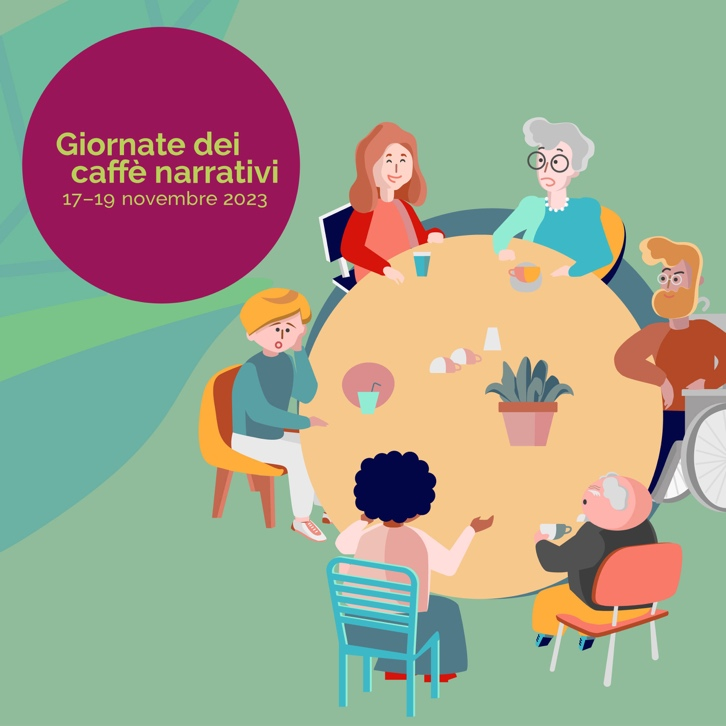 Giornate dei
caffè narrativi
17–19 novembre 2023